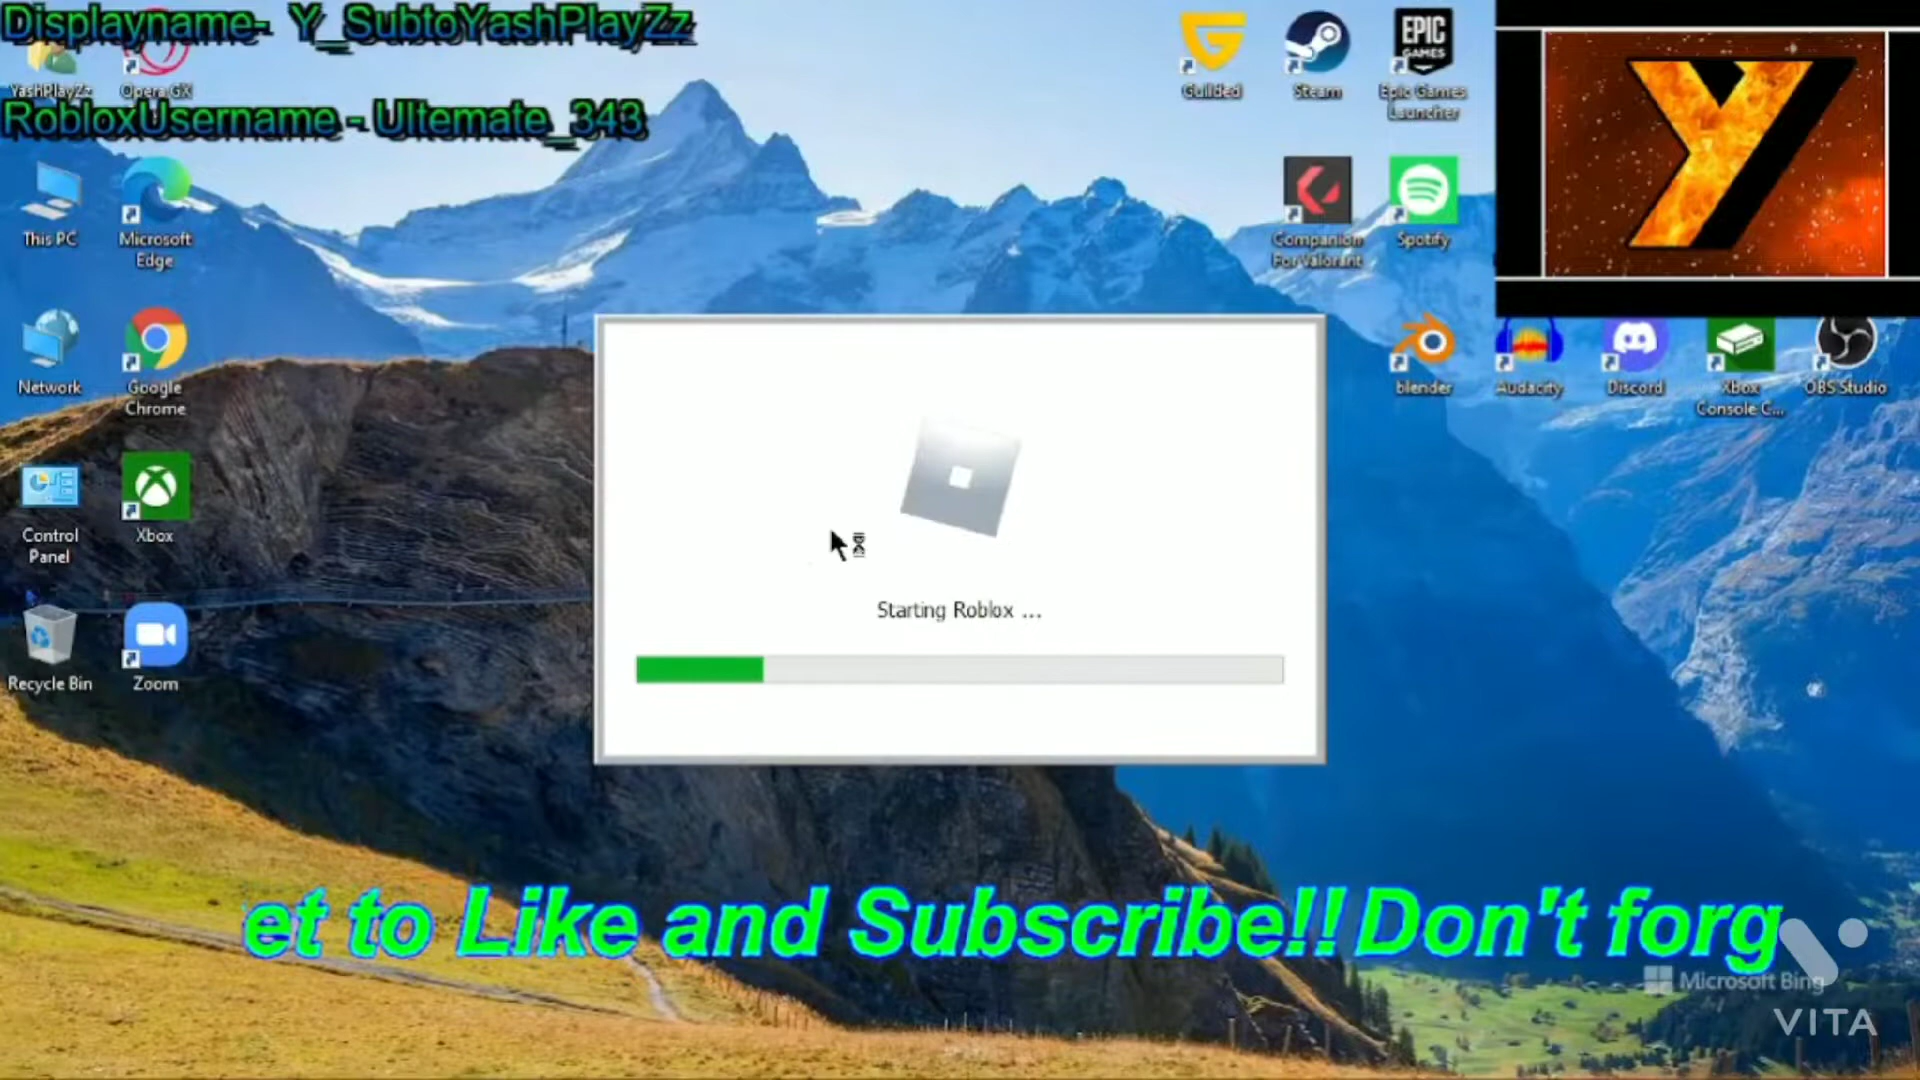 Displayname- Y_SubtoYashPlayZz
YashPlayZz
Opera GX
RobloxUsername - Ultemate_343
Guilded
Steam
EPIC
GAMES
Epic Games
Launcher
Y
This PC
Microsoft
Edge
Companion
For Valorant
Spotify
Network
Google
Chrome
blender
Audacity
Discord
Xbox
Console C...
OBS Studio
Control
Panel
Xbox
Starting Roblox ...
Recycle Bin
Zoom
et to Like and Subscribe!! Don't forg
Microsoft Bing
VITA